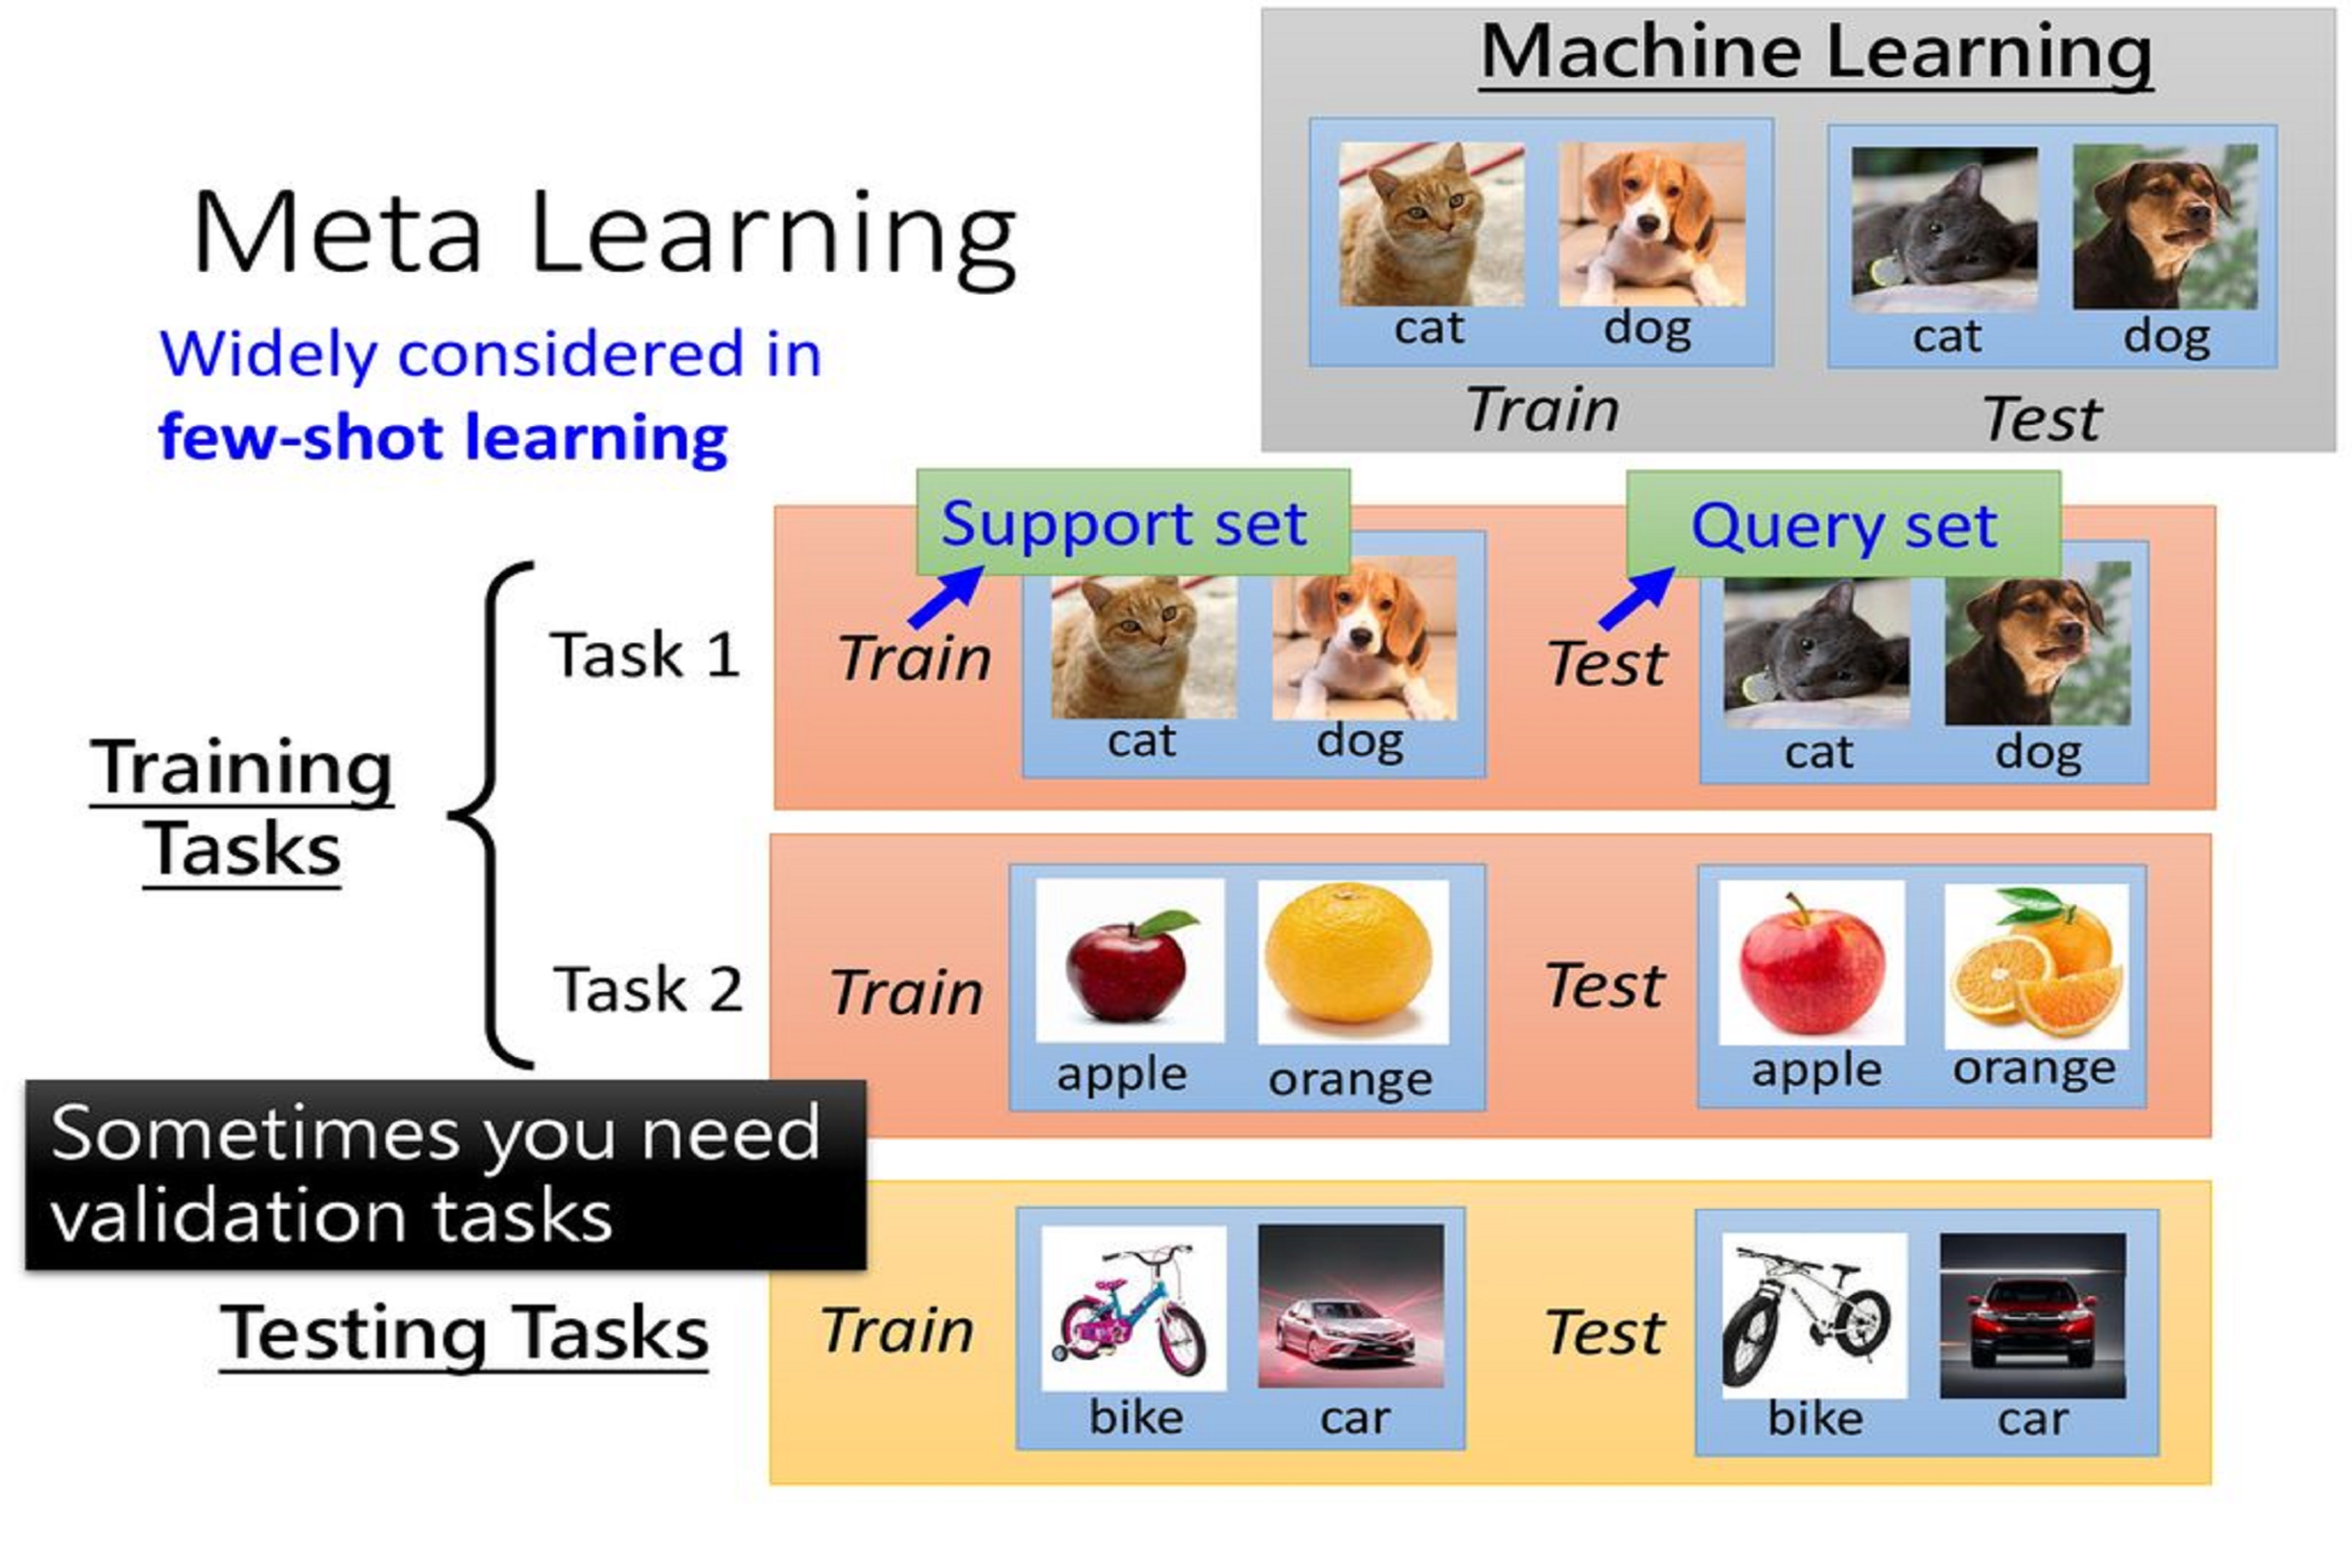 Machine Learning
cat dog cat dog
Train Test
Meta Learning
Widely considered in
few-shot learning
Support set Query set
Training
Tasks
Task 1 Train cat dog Test cat dog
Task 2 Train apple orange Test apple orange
Sometimes you need
validation tasks
Testing Tasks Train bike car Test bike car